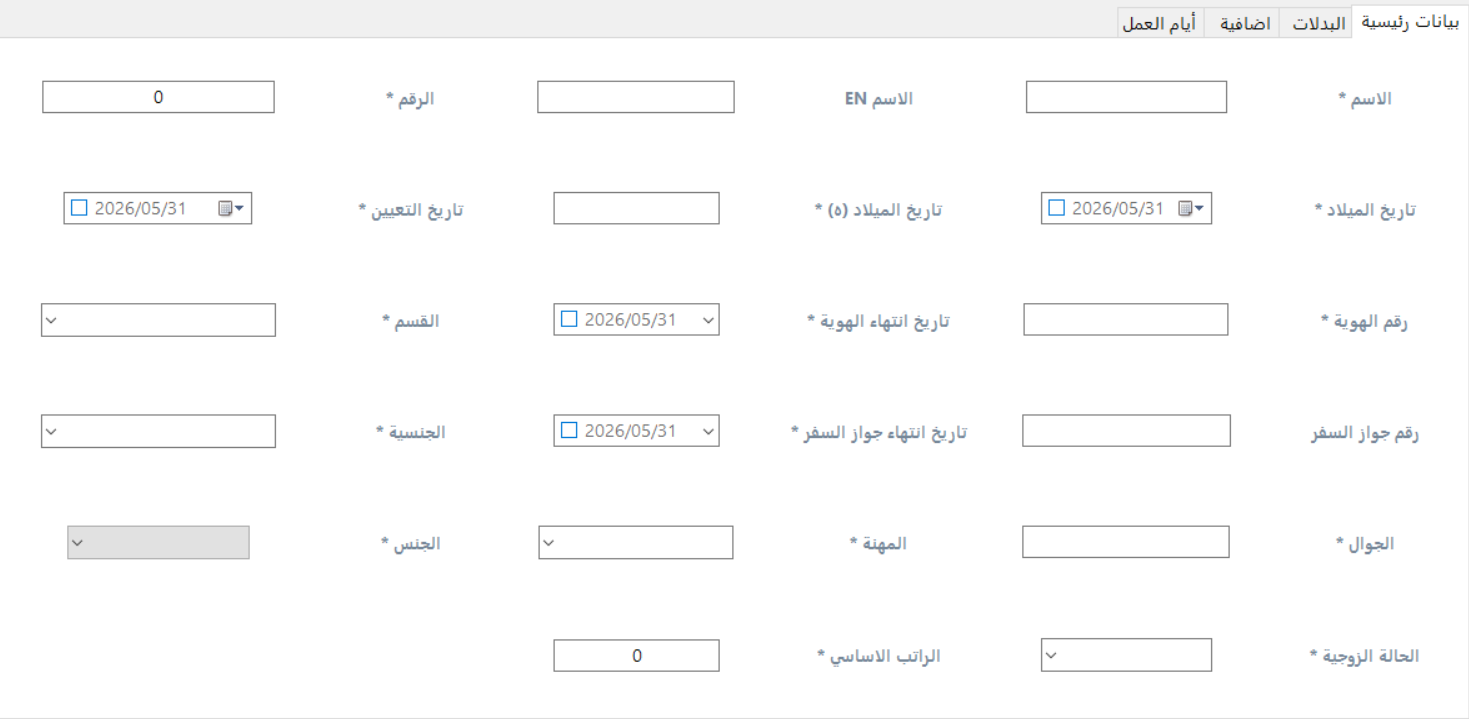 بيانات رئيسية البدلات اضافية أيام العمل
الاسم * الاسم EN الرقم * 0
تاريخ الميلاد * 2026/05/31 تاريخ الميلاد (ه) * تاريخ التعيين * 2026/05/31
رقم الهوية * تاريخ انتهاء الهوية * 2026/05/31 القسم *
رقم جواز السفر تاريخ انتهاء جواز السفر * 2026/05/31 الجنسية *
الجوال * المهنة * الجنس *
الحالة الزوجية * الراتب الاساسي * 0